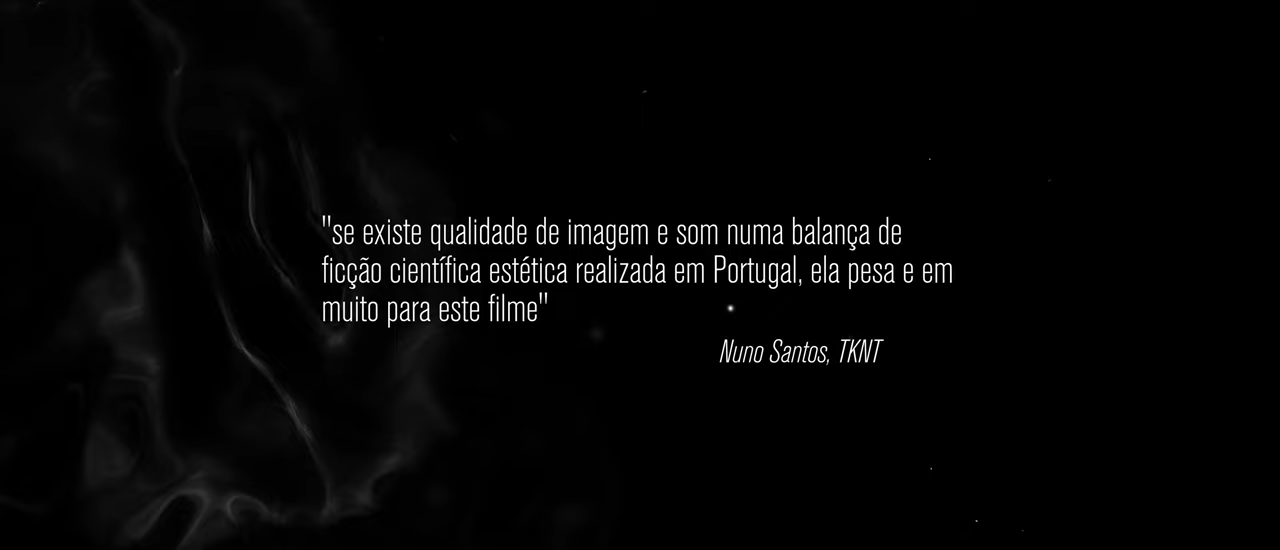 "se existe qualidade de imagem e som numa balança de
ficção científica estética realizada em Portugal, ela pesa e em
muito para este filme"
Nuno Santos, TKNT